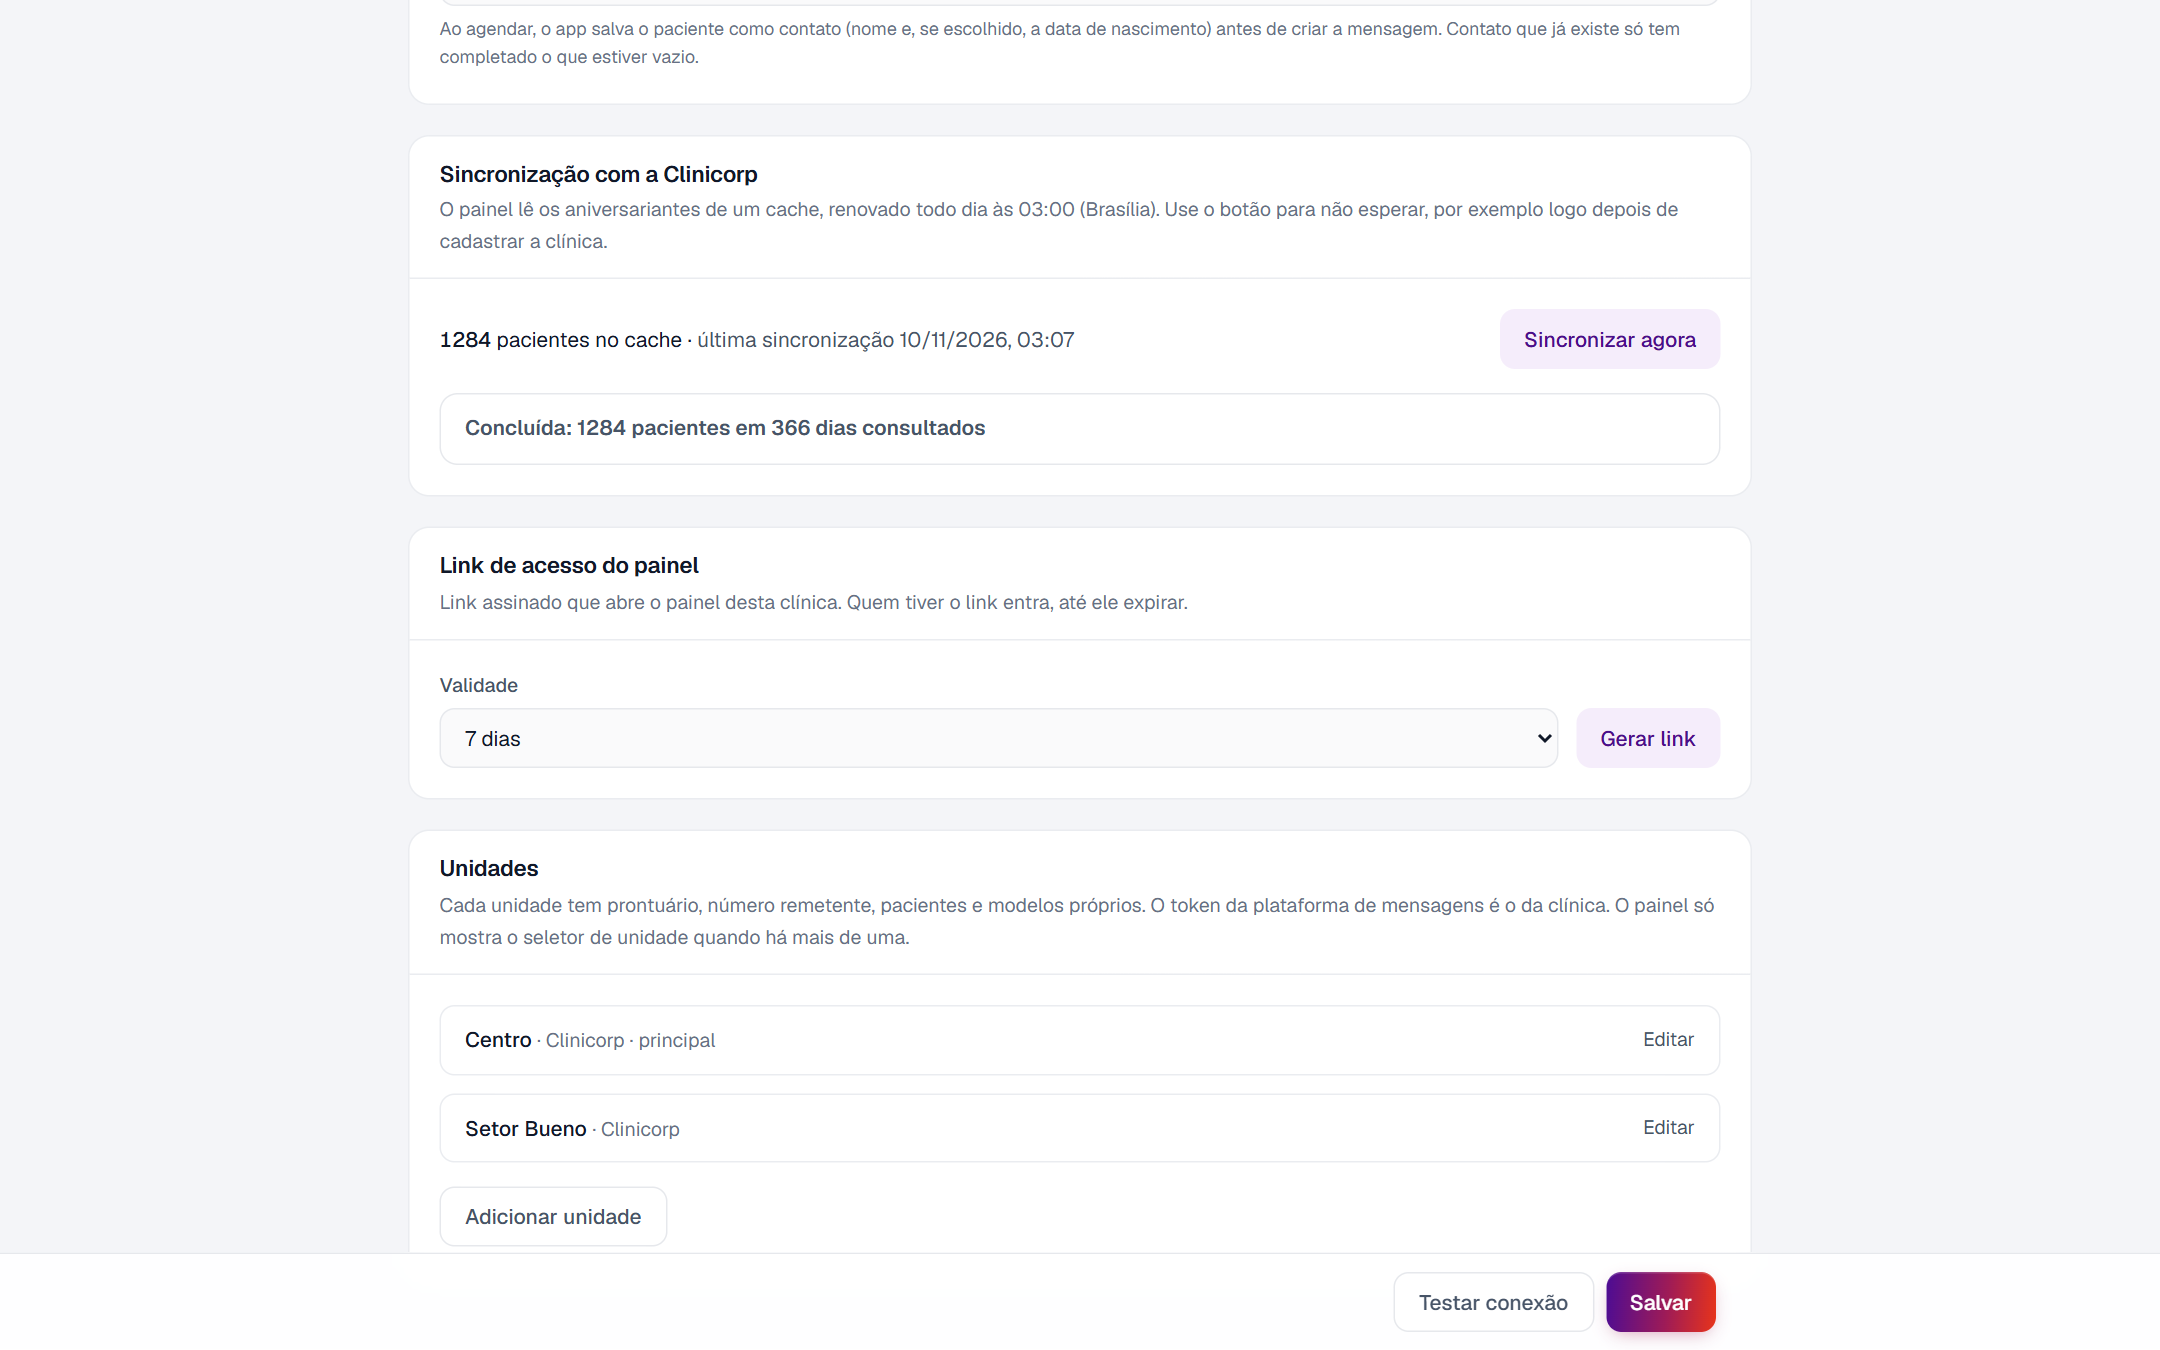 Ao agendar, o app salva o paciente como contato (nome e, se escolhido, a data de nascimento) antes de criar a mensagem. Contato que já existe só tem
completado o que estiver vazio.
Sincronização com a Clinicorp
O painel lê os aniversariantes de um cache, renovado todo dia às 03:00 (Brasília). Use o botão para não esperar, por exemplo logo depois de
cadastrar a clínica.
1284 pacientes no cache · última sincronização 10/11/2026, 03:07
Sincronizar agora
Concluída: 1284 pacientes em 366 dias consultados
Link de acesso do painel
Link assinado que abre o painel desta clínica. Quem tiver o link entra, até ele expirar.
Validade
7 dias
Gerar link
Unidades
Cada unidade tem prontuário, número remetente, pacientes e modelos próprios. O token da plataforma de mensagens é o da clínica. O painel só
mostra o seletor de unidade quando há mais de uma.
Centro · Clinicorp · principal
Editar
Setor Bueno · Clinicorp
Editar
Adicionar unidade
Testar conexão
Salvar